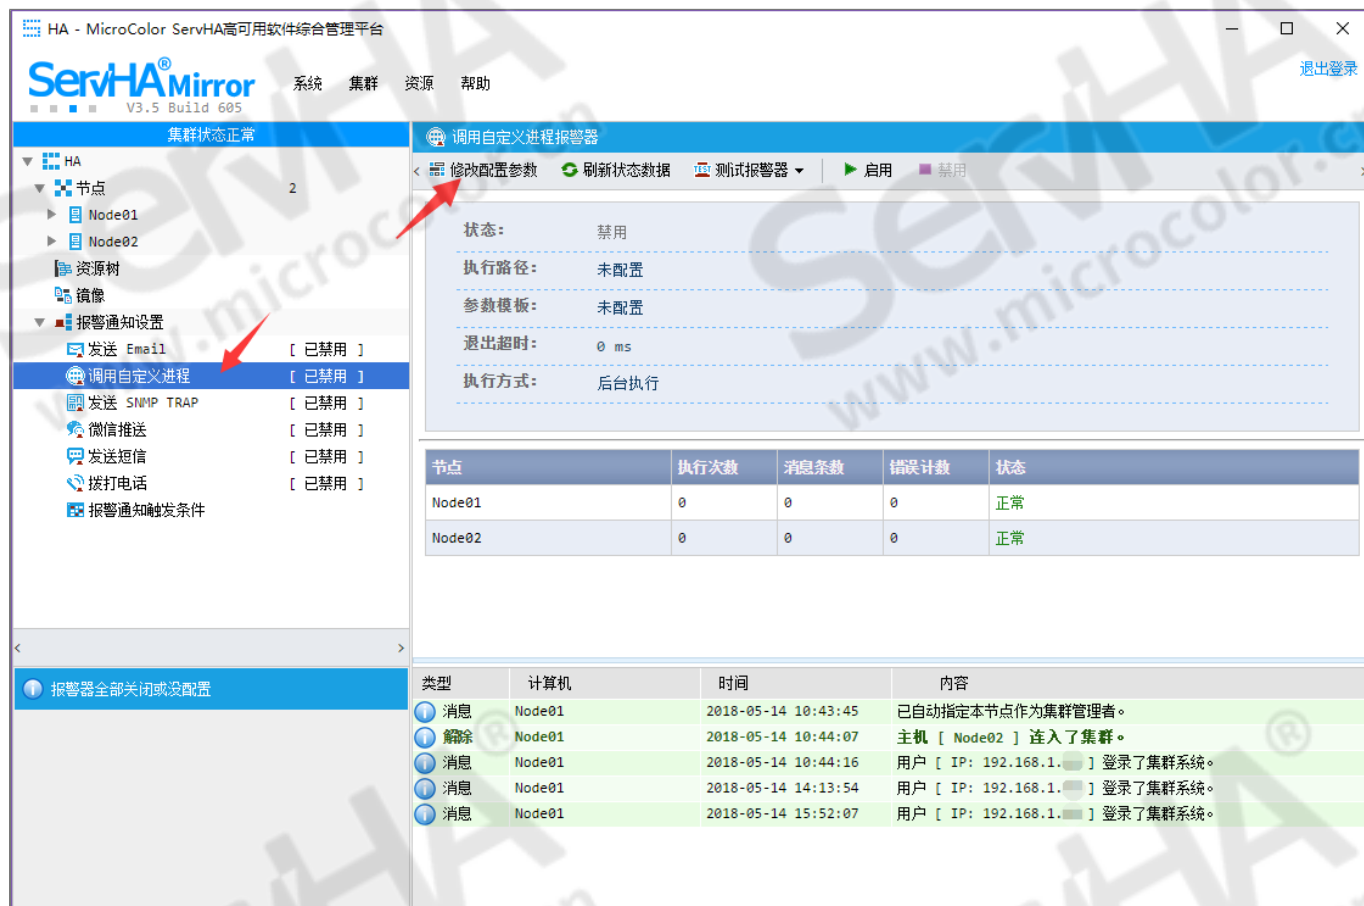 HA - MicroColor ServHA高可用软件综合管理平台
ServHA® Mirror
V3.5 Build 605
系统 集群 资源 帮助
退出登录
集群状态正常
HA
节点 2
Node01
Node02
资源树
镜像
报警通知设置
发送 Email [ 已禁用 ]
调用自定义进程 [ 已禁用 ]
发送 SNMP TRAP [ 已禁用 ]
微信推送 [ 已禁用 ]
发送短信 [ 已禁用 ]
拨打电话 [ 已禁用 ]
报警通知触发条件
报警器全部关闭或没配置
调用自定义进程报警器
修改配置参数 刷新状态数据 TEST 测试报警器 启用 禁用
状态: 禁用
执行路径: 未配置
参数模板: 未配置
退出超时: 0 ms
执行方式: 后台执行
节点 执行次数 消息条数 错误计数 状态
Node01 0 0 0 正常
Node02 0 0 0 正常
类型 计算机 时间 内容
消息 Node01 2018-05-14 10:43:45 已自动指定本节点作为集群管理者。
解除 Node01 2018-05-14 10:44:07 主机 [ Node02 ] 连入了集群。
消息 Node01 2018-05-14 10:44:16 用户 [ IP: 192.168.1. ] 登录了集群系统。
消息 Node01 2018-05-14 14:13:54 用户 [ IP: 192.168.1. ] 登录了集群系统。
消息 Node01 2018-05-14 15:52:07 用户 [ IP: 192.168.1. ] 登录了集群系统。
ServHA
www.microcolor.cn
ServHA
www.microcolor.cn
ServHA®
ServHA®